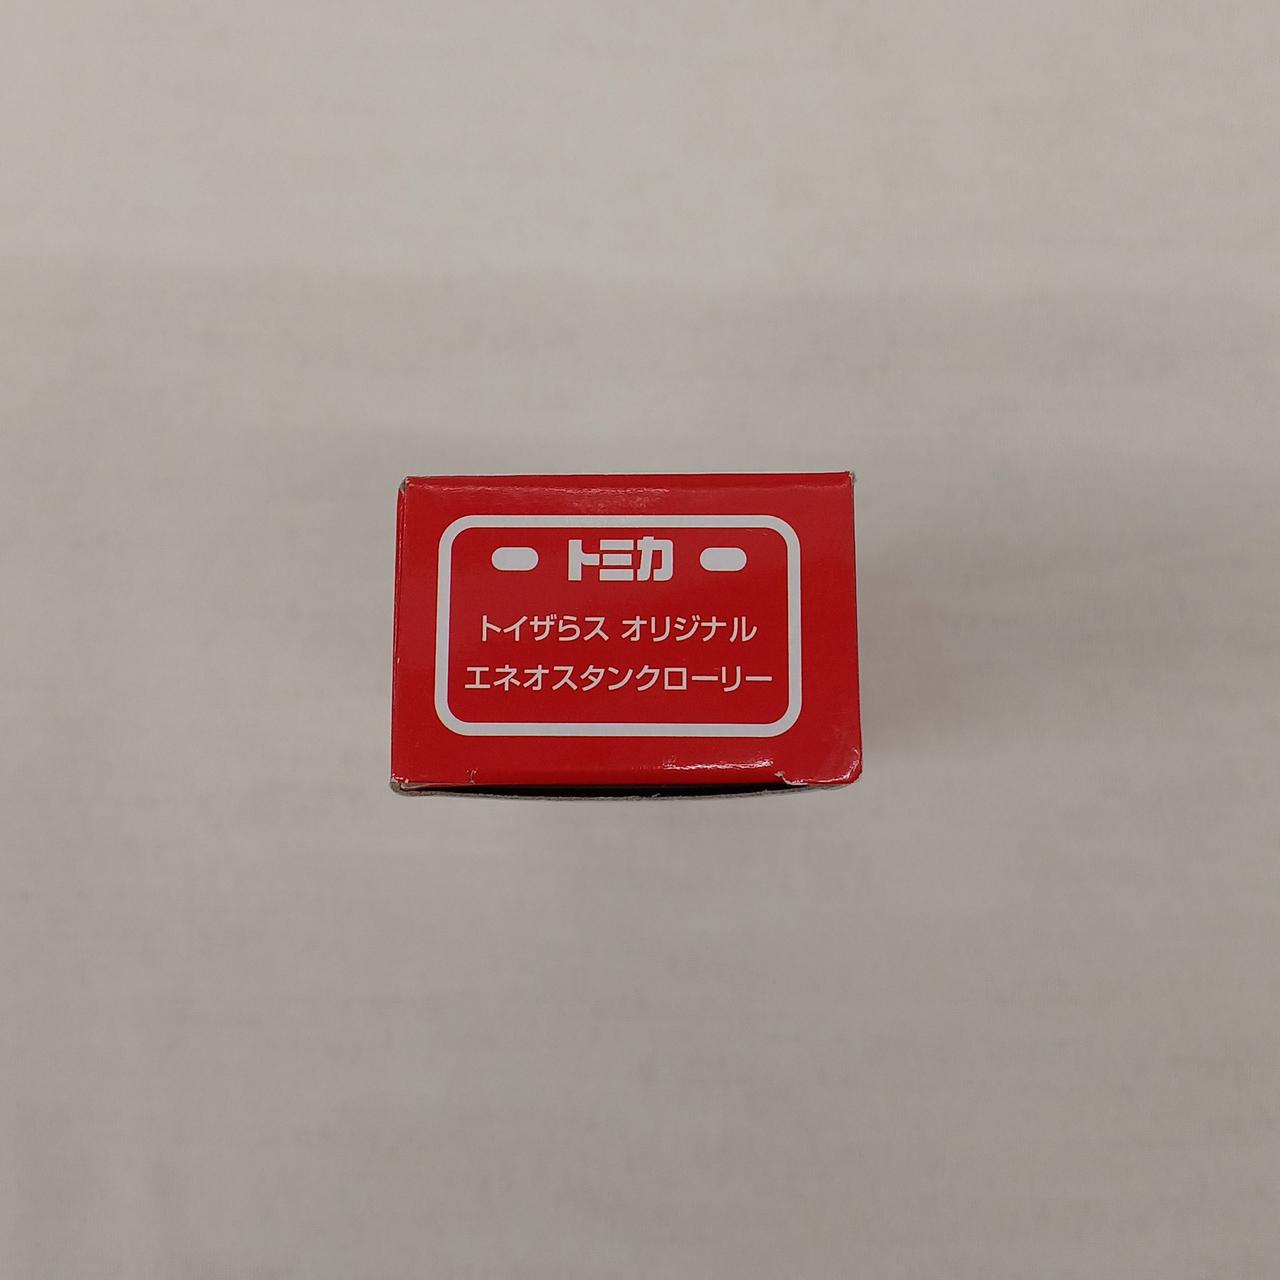 トミカ
トイザらス オリジナル
エネオスタンクローリー